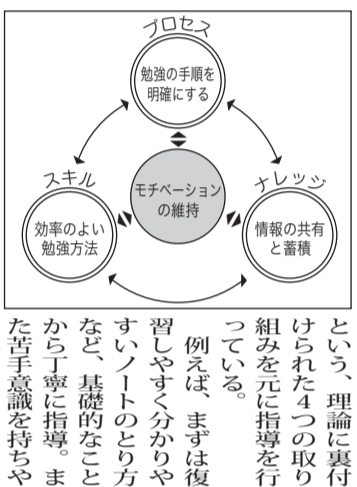 プロセス
勉強の手順を
明確にする
スキル
効率のよい
勉強方法
モチベーション
の維持
ナレッジ
情報の共有
と蓄積
という、理論に裏付
けられた４つの取り
組みを元に指導を行
っている。
例えば、まずは復
習しやすく分かりや
すいノートのとり方
など、基礎的なこと
から丁寧に指導。ま
た苦手意識を持ちや